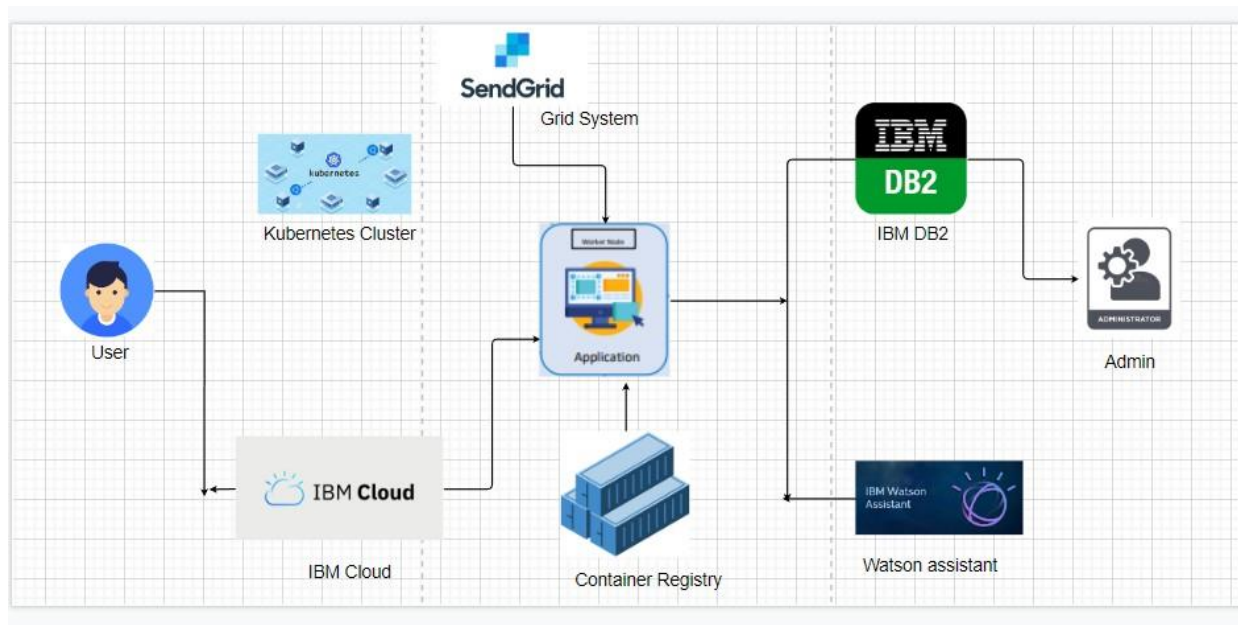 SendGrid
Grid System
kubernetes
Kubernetes Cluster
User
IBM Cloud
IBM Cloud
Worker Node
Application
Container Registry
IBM
DB2
IBM DB2
ADMINISTRATOR
Admin
IBM Watson
Assistant
Watson assistant